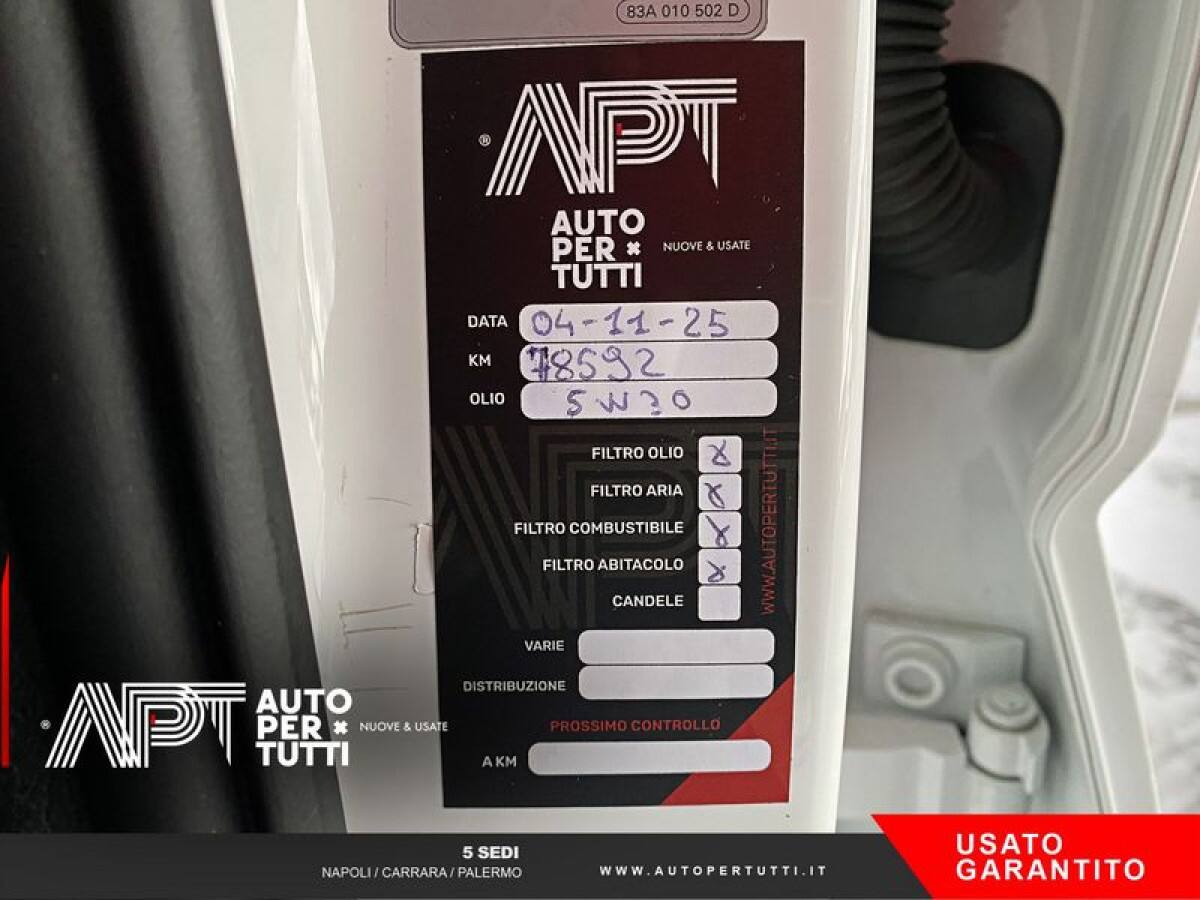 83A 010 502 D
® APT
AUTO
PER
TUTTI
NUOVE & USATE
DATA 04-11-25
KM 78592
OLIO 5W30
FILTRO OLIO X
FILTRO ARIA X
FILTRO COMBUSTIBILE X
FILTRO ABITACOLO X
CANDELE
VARIE
DISTRIBUZIONE
PROSSIMO CONTROLLO
A KM
WWW.AUTOPERTUTTI.IT
® APT
AUTO
PER
TUTTI
NUOVE & USATE
5 SEDI
NAPOLI / CARRARA / PALERMO
WWW.AUTOPERTUTTI.IT
USATO
GARANTITO